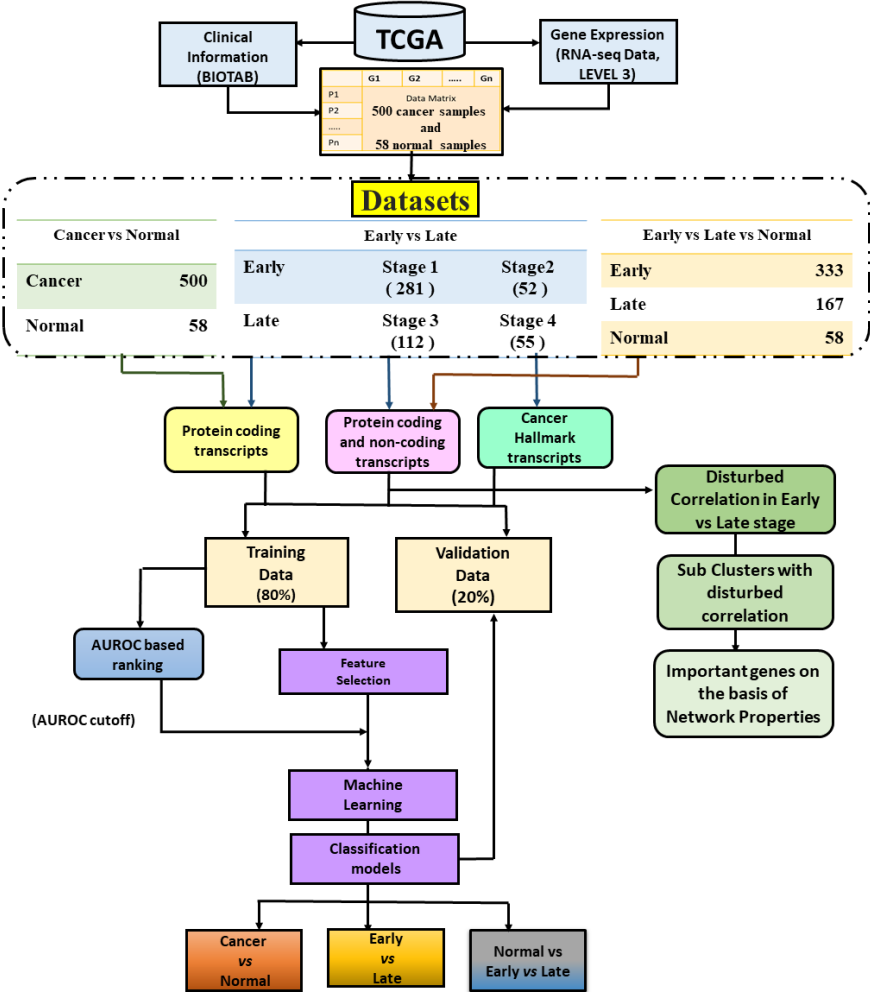 TCGA
Clinical
Information
(BIOTAB)
Gene Expression
(RNA-seq Data,
LEVEL 3)
G1 G2 ..... Gn
P1
P2
.....
Pn
Data Matrix
500 cancer samples
and
58 normal samples
Datasets
Cancer vs Normal
Cancer 500
Normal 58
Early vs Late
Early Stage 1 Stage2
( 281 ) (52 )
Late Stage 3 Stage 4
(112 ) ( 55 )
Early vs Late vs Normal
Early 333
Late 167
Normal 58
Protein coding
transcripts
Protein coding
and non-coding
transcripts
Cancer
Hallmark
transcripts
Disturbed
Correlation in Early
vs Late stage
Training
Data
(80%)
Validation
Data
(20%)
Sub Clusters with
disturbed
correlation
AUROC based
ranking
Feature
Selection
Important genes on
the basis of
Network Properties
(AUROC cutoff)
Machine
Learning
Classification
models
Cancer
vs
Normal
Early
vs
Late
Normal vs
Early vs Late